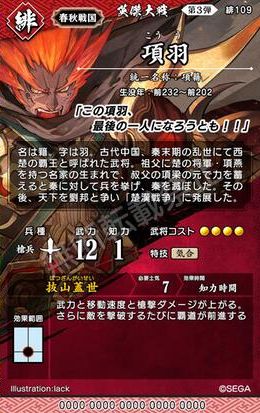 緋
春秋戦国
英傑大戦
第3弾
緋109
こうう
項羽
統一名称:項籍
生没年:前232~前202
「この項羽、
最後の一人になろうとも!!」
名は籍。字は羽。古代中国、秦末期の乱世にて西
楚の覇王と呼ばれた武将。祖父に楚の将軍・項燕
を持つ名家の生まれで、叔父の項梁の元で力を蓄
えると秦に対して兵を挙げ、秦を滅ぼした。その
後、天下を劉邦と争い「楚漢戦争」に発展した。
兵種 武力 知力 武将コスト
槍兵 12 1
特技 気合
ばつざんがいせい
抜山蓋世
必要士気 7
効果時間 知力時間
効果範囲
武力と移動速度と槍撃ダメージが上がる。
さらに敵を撃破するたびに覇道が前進する
Illustration:lack
©SEGA
0000-0000-0000-0000-0000